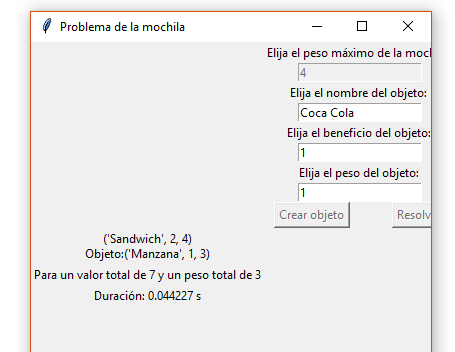 Problema de la mochila
Elija el peso máximo de la moch
4
Elija el nombre del objeto:
Coca Cola
Elija el beneficio del objeto:
1
Elija el peso del objeto:
1
Crear objeto
Resolv
('Sandwich', 2, 4)
Objeto:('Manzana', 1, 3)
Para un valor total de 7 y un peso total de 3
Duración: 0.044227 s